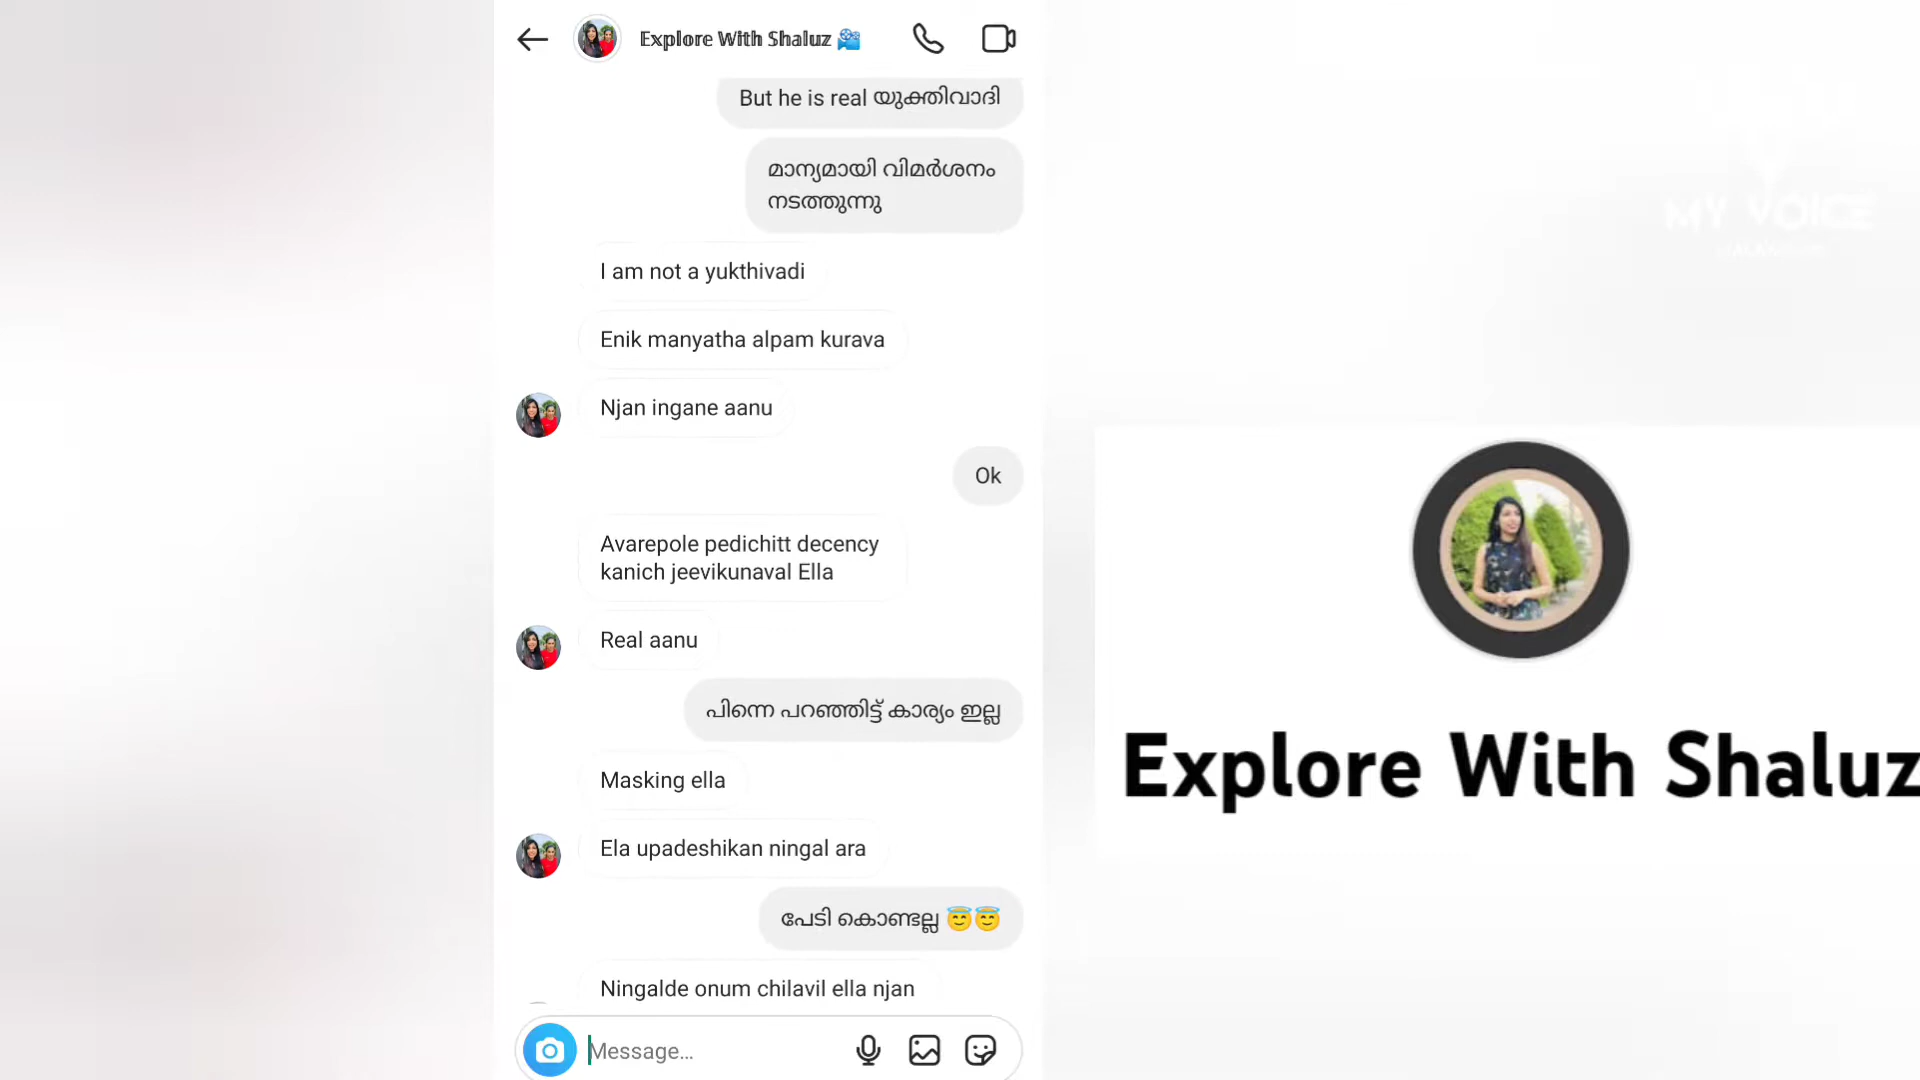 Explore With Shaluz
But he is real യുക്തിവാദി
മാന്യമായി വിമർശനം
നടത്തുന്നു
I am not a yukthivadi
Enik manyatha alpam kurava
Njan ingane aanu
Ok
Avarepole pedichitt decency
kanich jeevikunaval Ella
Real aanu
പിന്നെ പറഞ്ഞിട്ട് കാര്യം ഇല്ല
Masking ella
Ela upadeshikan ningal ara
പേടി കൊണ്ടല്ല 😇😇
Ningalde onum chilavil ella njan
Message...
MY VOICE
Explore With Shaluz